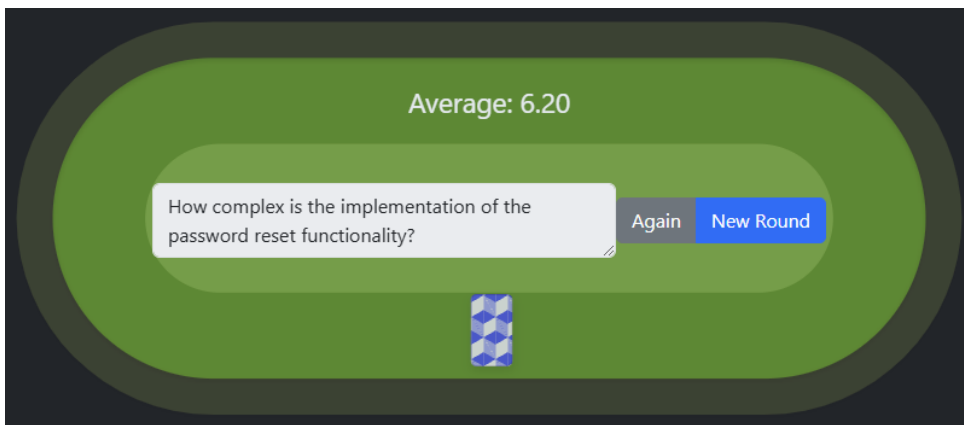 Average: 6.20
How complex is the implementation of the
password reset functionality?
Again
New Round